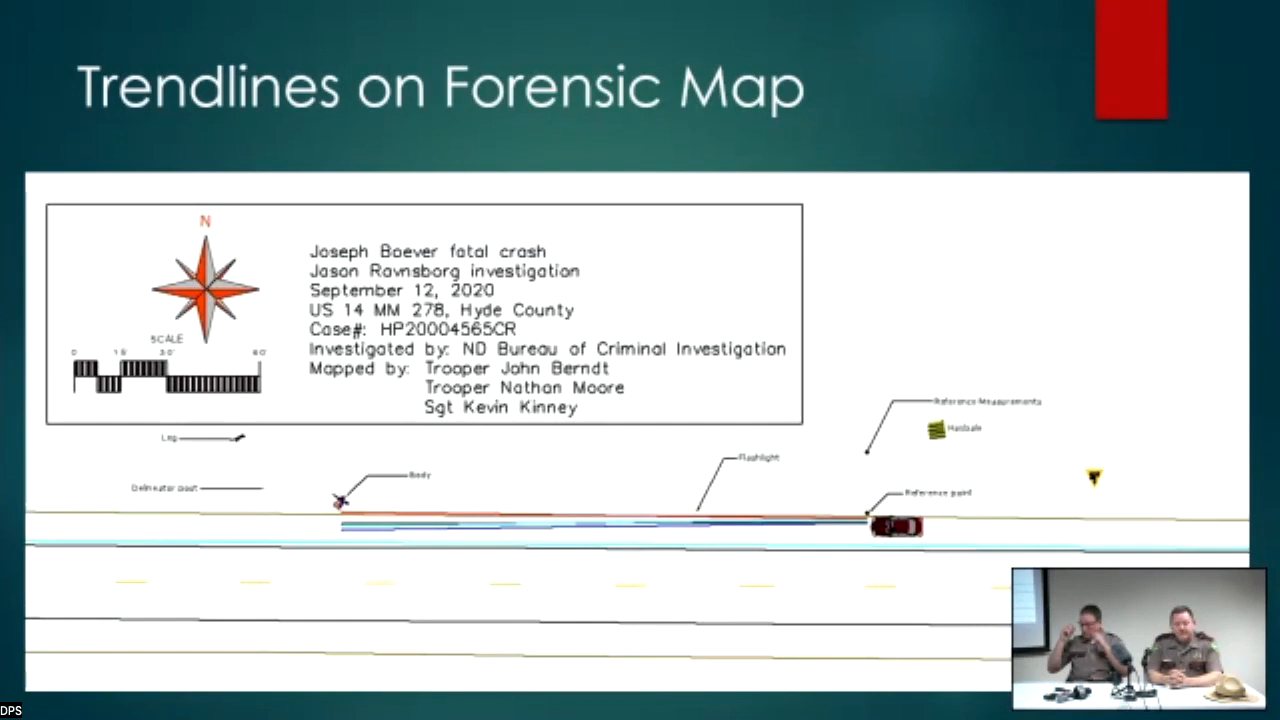 Trendlines on Forensic Map
N
Joseph Boever fatal crash
Jason Ravnsborg investigation
September 12, 2020
US 14 MM 278, Hyde County
Case#: HP20004565CR
Investigated by: ND Bureau of Criminal Investigation
Mapped by: Trooper John Berndt
Trooper Nathan Moore
Sgt Kevin Kinney
SCALE
0 15 30' 60'
Reference Measurements
Haybale
Leg
Flashlight
Body
Delineator post
Reference point
DPS